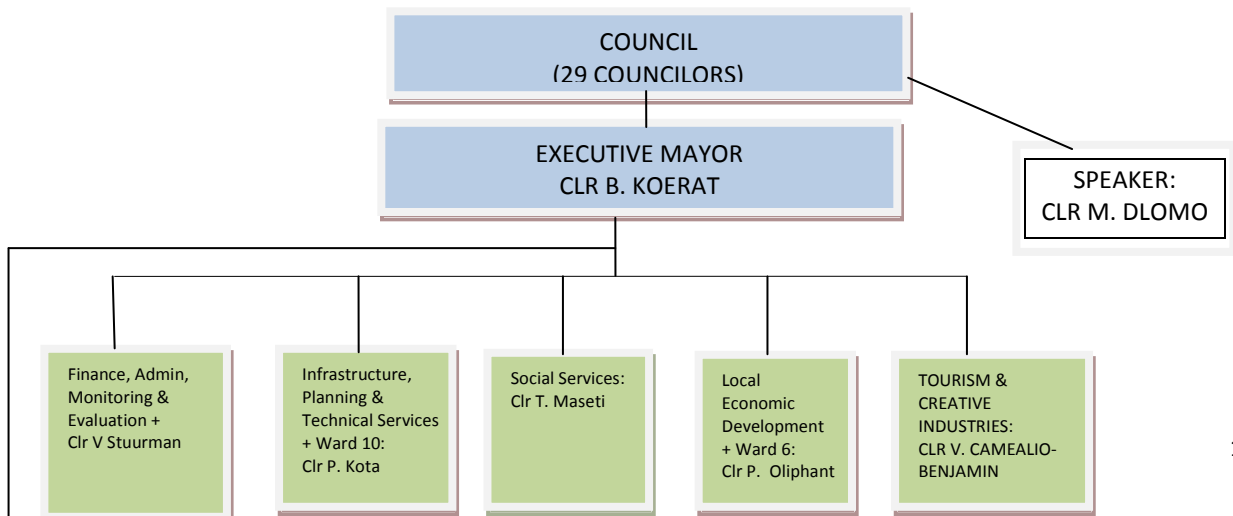 COUNCIL
(29 COUNCILORS)
EXECUTIVE MAYOR
CLR B. KOERAT
SPEAKER:
CLR M. DLOMO
Finance, Admin,
Monitoring &
Evaluation +
Clr V Stuurman
Infrastructure,
Planning &
Technical Services
+ Ward 10:
Clr P. Kota
Social Services:
Clr T. Maseti
Local
Economic
Development
+ Ward 6:
Clr P. Oliphant
TOURISM &
CREATIVE
INDUSTRIES:
CLR V. CAMEALIO-
BENJAMIN